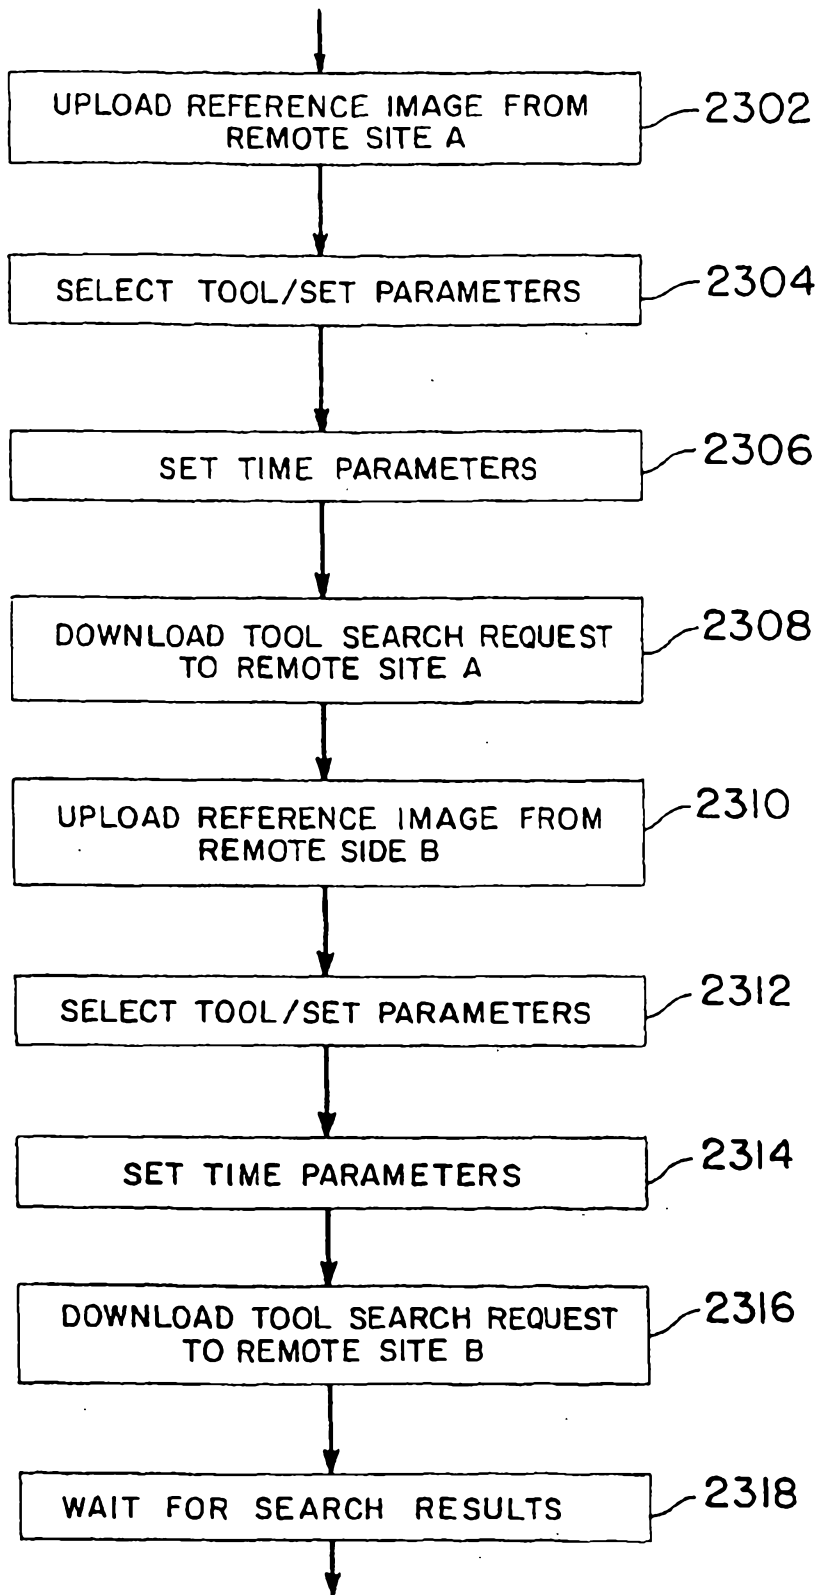 UPLOAD REFERENCE IMAGE FROM
REMOTE SITE A
2302
SELECT TOOL/SET PARAMETERS
2304
SET TIME PARAMETERS
2306
DOWNLOAD TOOL SEARCH REQUEST
TO REMOTE SITE A
2308
UPLOAD REFERENCE IMAGE FROM
REMOTE SIDE B
2310
SELECT TOOL/SET PARAMETERS
2312
SET TIME PARAMETERS
2314
DOWNLOAD TOOL SEARCH REQUEST
TO REMOTE SITE B
2316
WAIT FOR SEARCH RESULTS
2318